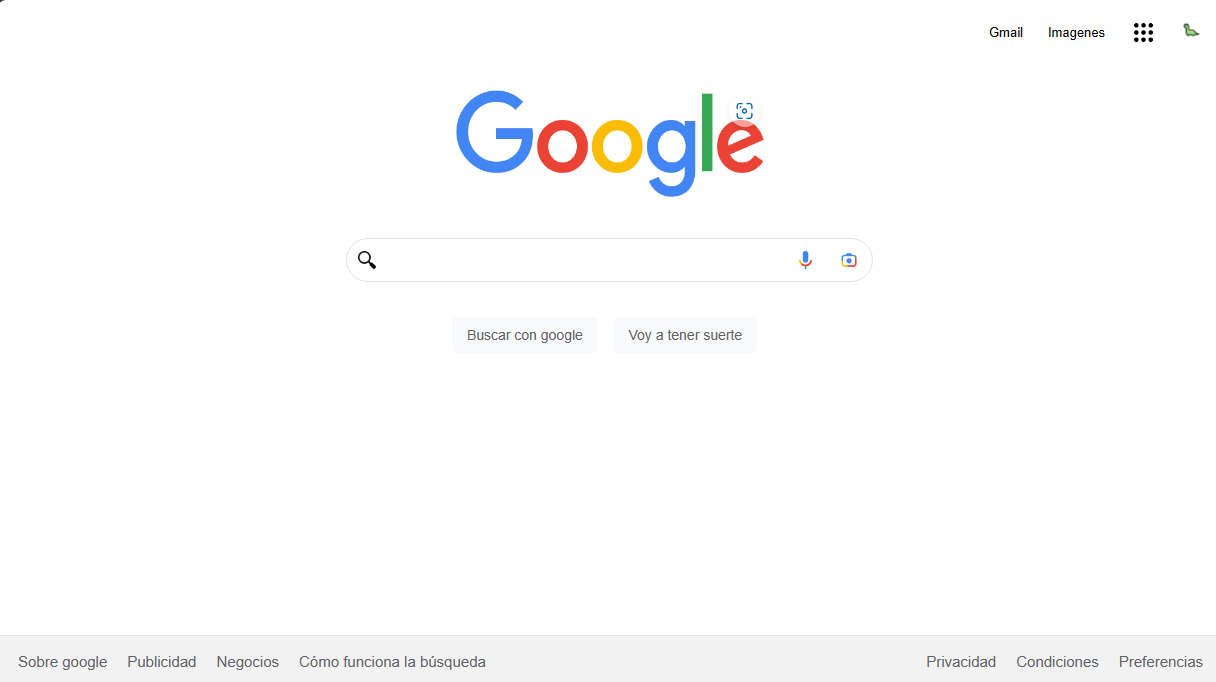 Gmail Imagenes
Google
Buscar con google Voy a tener suerte
Sobre google Publicidad Negocios Cómo funciona la búsqueda Privacidad Condiciones Preferencias